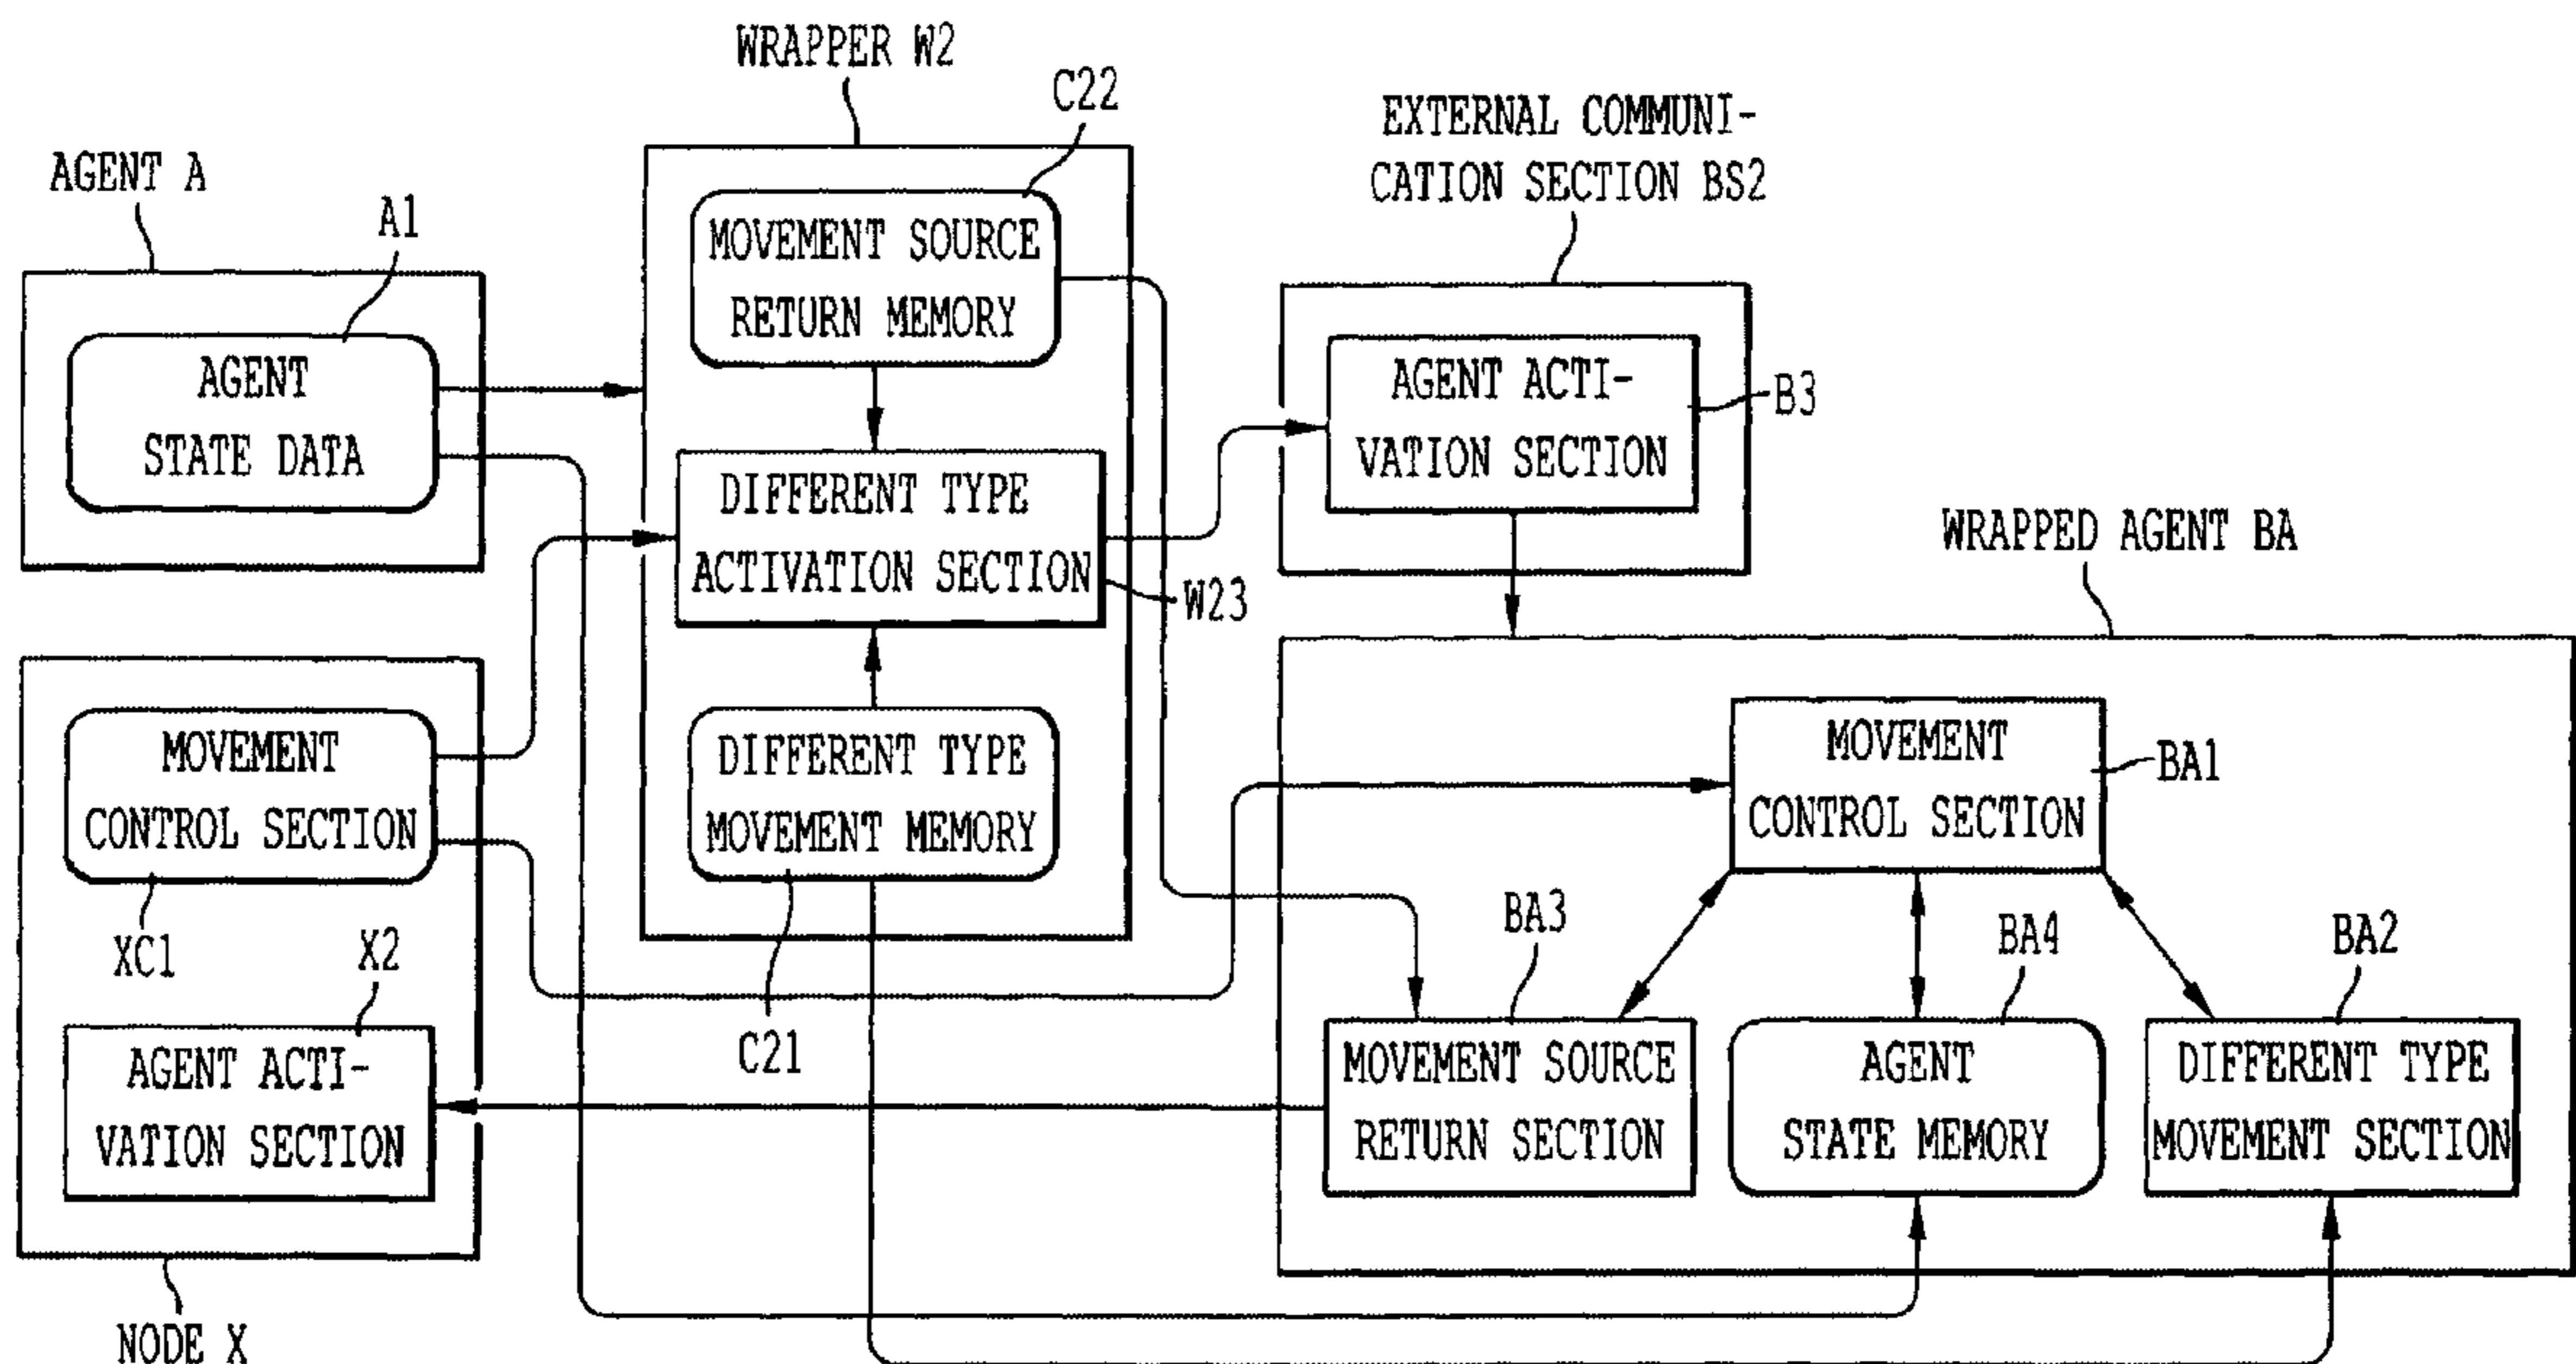 WRAPPER W2
C22
EXTERNAL COMMUNI-
CATION SECTION BS2
AGENT A
A1
MOVEMENT SOURCE
RETURN MEMORY
AGENT
STATE DATA
AGENT ACTI-
VATION SECTION
B3
DIFFERENT TYPE
ACTIVATION SECTION
W23
WRAPPED AGENT BA
MOVEMENT
CONTROL SECTION
XC1
DIFFERENT TYPE
MOVEMENT MEMORY
C21
MOVEMENT
CONTROL SECTION
BA1
X2
AGENT ACTI-
VATION SECTION
BA3
MOVEMENT SOURCE
RETURN SECTION
BA4
AGENT
STATE MEMORY
BA2
DIFFERENT TYPE
MOVEMENT SECTION
NODE X